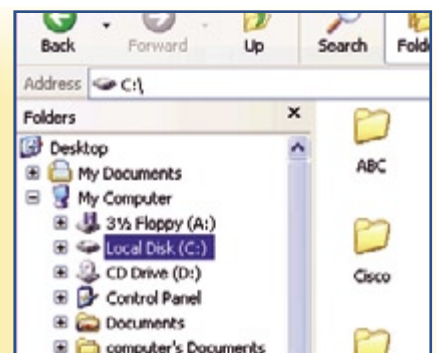 Back Forward Up Search Fold
Address C:\
Folders x
Desktop
My Documents
My Computer
3½ Floppy (A:)
Local Disk (C:)
CD Drive (D:)
Control Panel
Documents
computer's Documents
ABC
Cisco